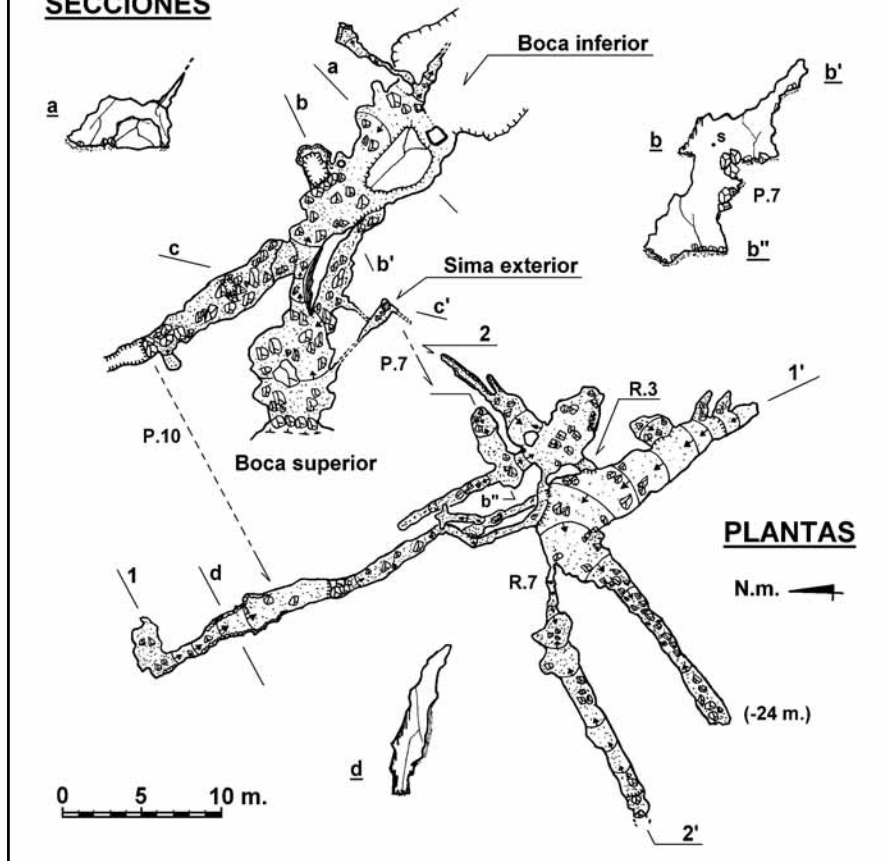 SECCIONES
Boca inferior
a
b
a
b'
b
s
P.7
b''
c
b'
Sima exterior
c'
2
P.7
R.3
1'
P.10
Boca superior
b''
PLANTAS
N.m.
1
d
R.7
(-24 m.)
d
0 5 10 m.
2'